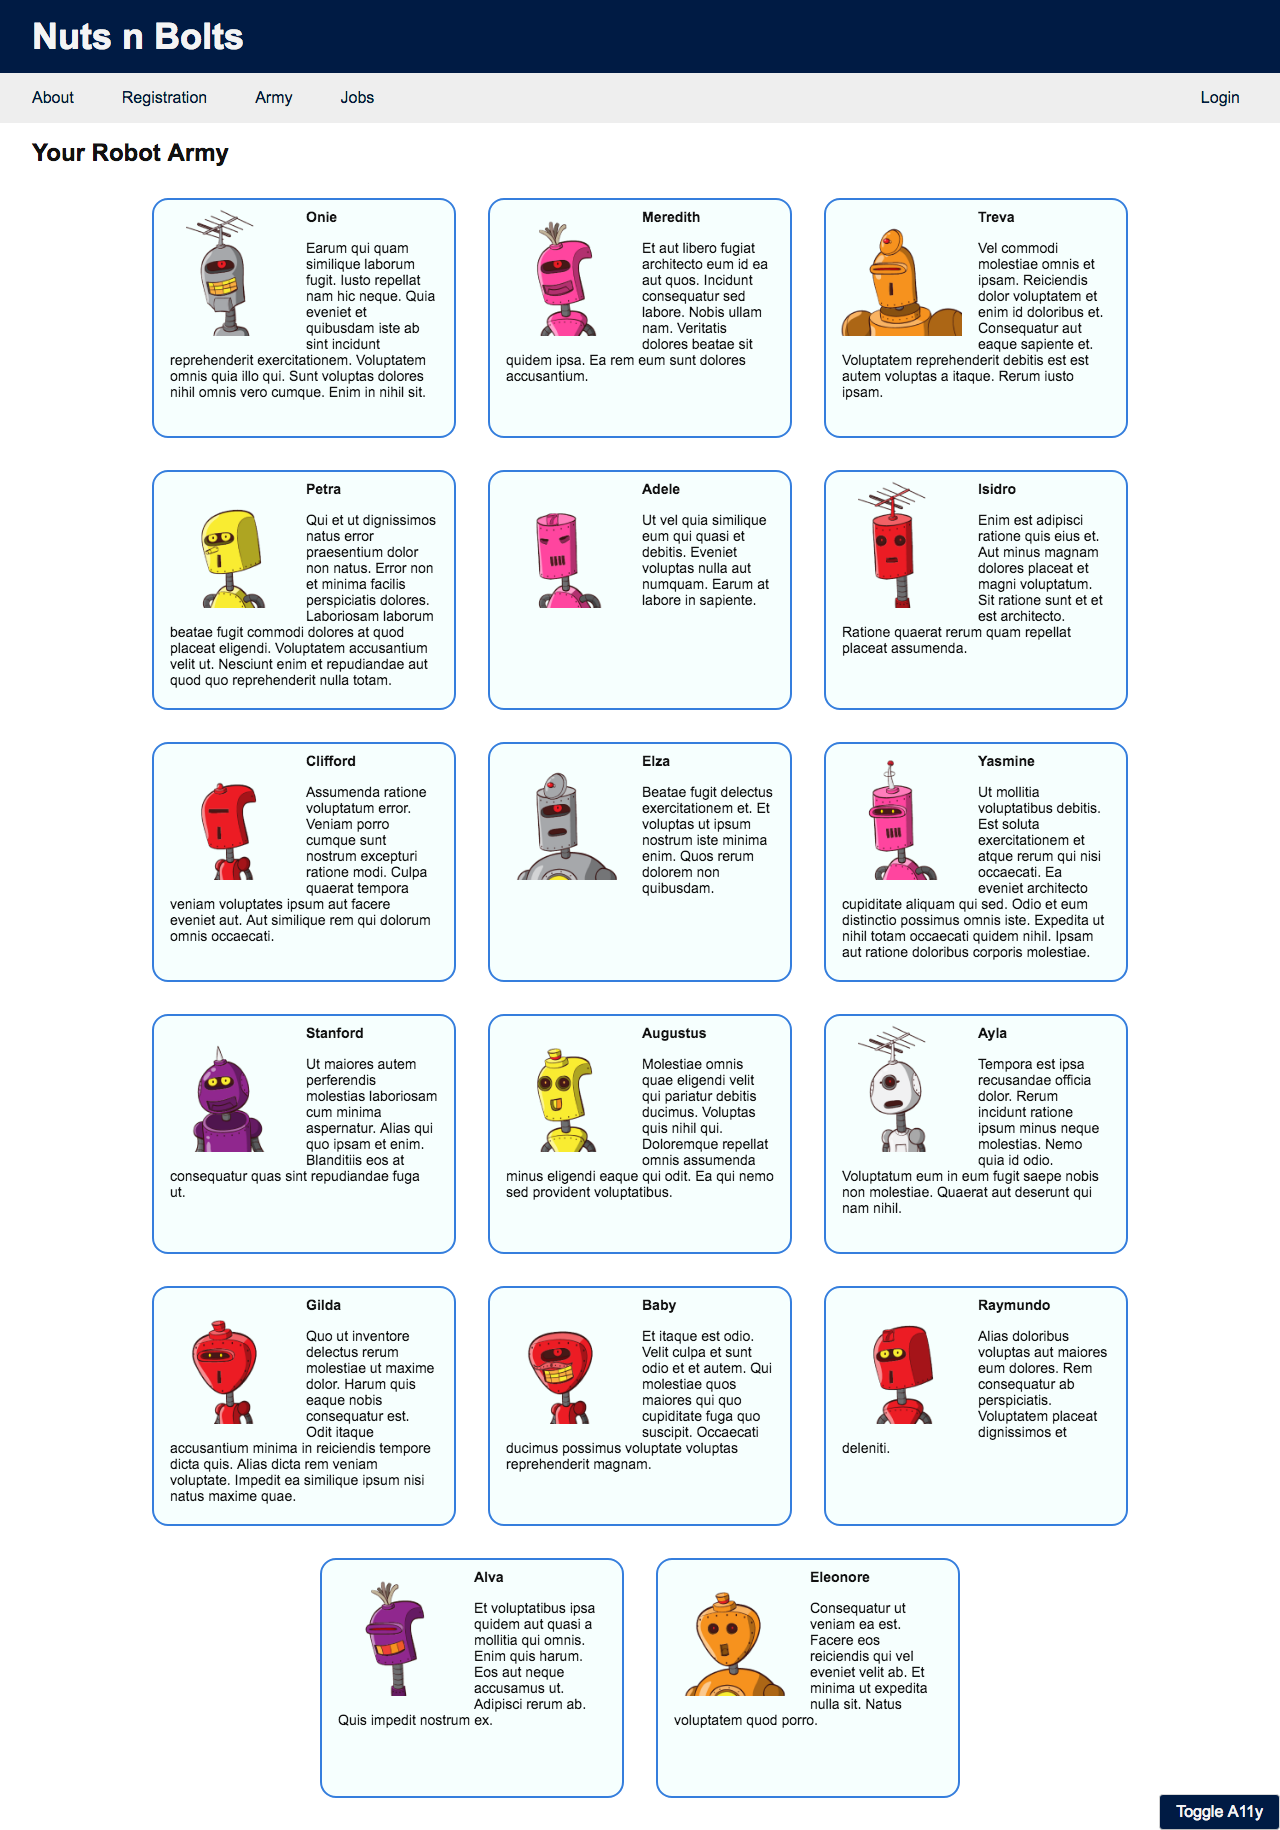 Nuts n Bolts
About Registration Army Jobs Login
Your Robot Army
Onie
Earum qui quam
similique laborum
fugit. Iusto repellat
nam hic neque. Quia
eveniet et
quibusdam iste ab
sint incidunt
reprehenderit exercitationem. Voluptatem
omnis quia illo qui. Sunt voluptas dolores
nihil omnis vero cumque. Enim in nihil sit.
Meredith
Et aut libero fugiat
architecto eum id ea
aut quos. Incidunt
consequatur sed
labore. Nobis ullam
nam. Veritatis
dolores beatae sit
quidem ipsa. Ea rem eum sunt dolores
accusantium.
Treva
Vel commodi
molestiae omnis et
ipsam. Reiciendis
dolor voluptatem et
enim id doloribus et.
Consequatur aut
eaque sapiente et.
Voluptatem reprehenderit debitis est est
autem voluptas a itaque. Rerum iusto
ipsam.
Petra
Qui et ut dignissimos
natus error
praesentium dolor
non natus. Error non
et minima facilis
perspiciatis dolores.
Laboriosam laborum
beatae fugit commodi dolores at quod
placeat eligendi. Voluptatem accusantium
velit ut. Nesciunt enim et repudiandae aut
quod quo reprehenderit nulla totam.
Adele
Ut vel quia similique
eum qui quasi et
debitis. Eveniet
voluptas nulla aut
numquam. Earum at
labore in sapiente.
Isidro
Enim est adipisci
ratione quis eius et.
Aut minus magnam
dolores placeat et
magni voluptatum.
Sit ratione sunt et et
est architecto.
Ratione quaerat rerum quam repellat
placeat assumenda.
Clifford
Assumenda ratione
voluptatum error.
Veniam porro
cumque sunt
nostrum excepturi
ratione modi. Culpa
quaerat tempora
veniam voluptates ipsum aut facere
eveniet aut. Aut similique rem qui dolorum
omnis occaecati.
Elza
Beatae fugit delectus
exercitationem et. Et
voluptas ut ipsum
nostrum iste minima
enim. Quos rerum
dolorem non
quibusdam.
Yasmine
Ut mollitia
voluptatibus debitis.
Est soluta
exercitationem et
atque rerum qui nisi
occaecati. Ea
eveniet architecto
cupiditate aliquam qui sed. Odio et eum
distinctio possimus omnis iste. Expedita ut
nihil totam occaecati quidem nihil. Ipsam
aut ratione doloribus corporis molestiae.
Stanford
Ut maiores autem
perferendis
molestias laboriosam
cum minima
aspernatur. Alias qui
quo ipsam et enim.
Blanditiis eos at
consequatur quas sint repudiandae fuga
ut.
Augustus
Molestiae omnis
quae eligendi velit
qui pariatur debitis
ducimus. Voluptas
quis nihil qui.
Doloremque repellat
omnis assumenda
minus eligendi eaque qui odit. Ea qui nemo
sed provident voluptatibus.
Ayla
Tempora est ipsa
recusandae officia
dolor. Rerum
incidunt ratione
ipsum minus neque
molestias. Nemo
quia id odio.
Voluptatum eum in eum fugit saepe nobis
non molestiae. Quaerat aut deserunt qui
nam nihil.
Gilda
Quo ut inventore
delectus rerum
molestiae ut maxime
dolor. Harum quis
eaque nobis
consequatur est.
Odit itaque
accusantium minima in reiciendis tempore
dicta quis. Alias dicta rem veniam
voluptate. Impedit ea similique ipsum nisi
natus maxime quae.
Baby
Et itaque est odio.
Velit culpa et sunt
odio et et autem. Qui
molestiae quos
maiores qui quo
cupiditate fuga quo
suscipit. Occaecati
ducimus possimus voluptate voluptas
reprehenderit magnam.
Raymundo
Alias doloribus
voluptas aut maiores
eum dolores. Rem
consequatur ab
perspiciatis.
Voluptatem placeat
dignissimos et
deleniti.
Alva
Et voluptatibus ipsa
quidem aut quasi a
mollitia qui omnis.
Enim quis harum.
Eos aut neque
accusamus ut.
Adipisci rerum ab.
Quis impedit nostrum ex.
Eleonore
Consequatur ut
veniam ea est.
Facere eos
reiciendis qui vel
eveniet velit ab. Et
minima ut expedita
nulla sit. Natus
voluptatem quod porro.
Toggle A11y